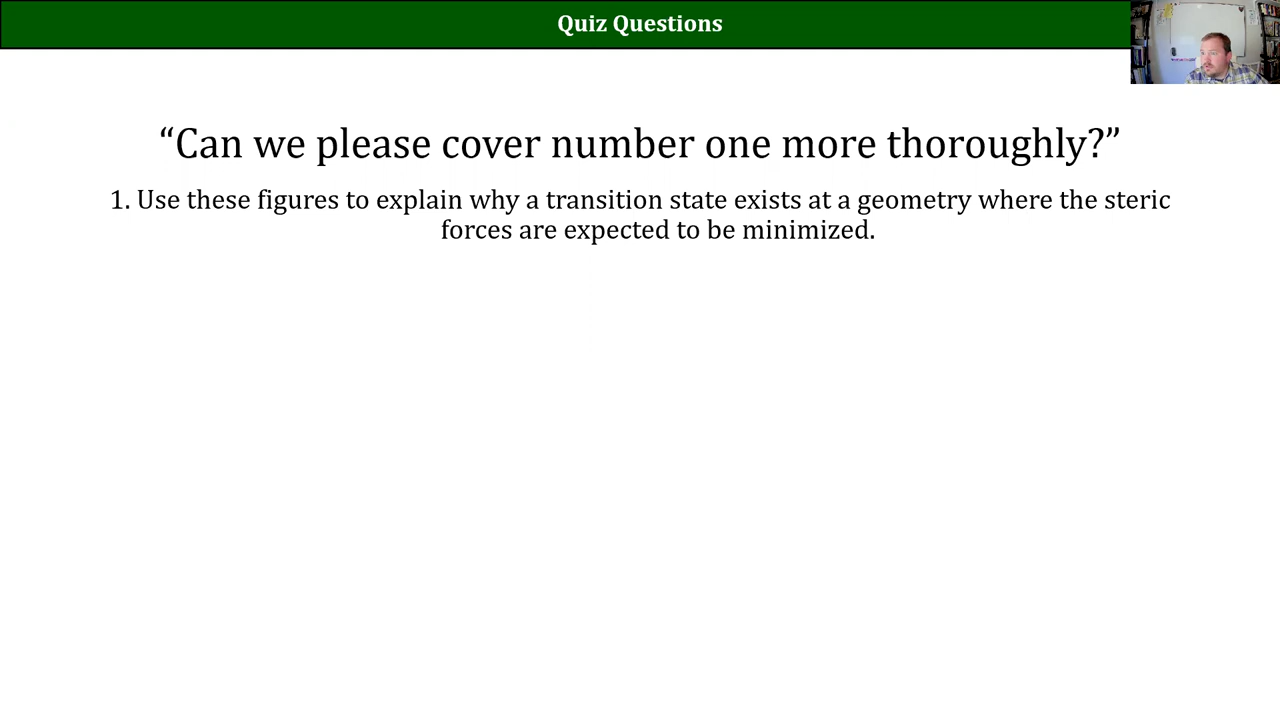 Quiz Questions
“Can we please cover number one more thoroughly?”
1. Use these figures to explain why a transition state exists at a geometry where the steric
forces are expected to be minimized.